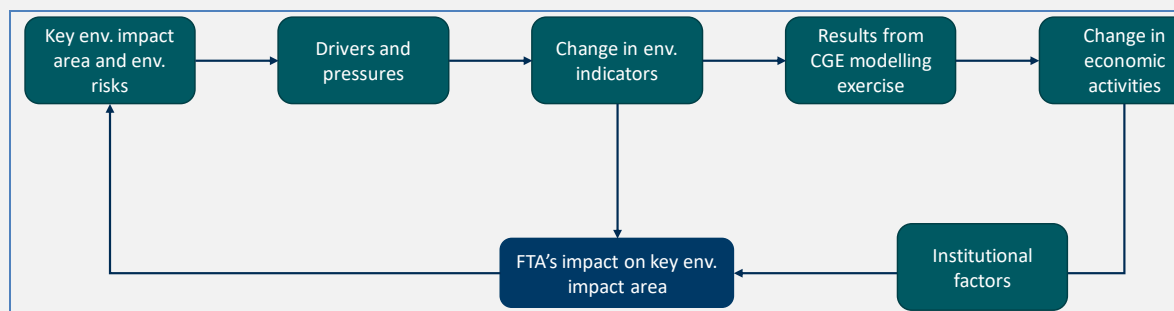 Key env. impact
area and env.
risks
Drivers and
pressures
Change in env.
indicators
Results from
CGE modelling
exercise
Change in
economic
activities
FTA's impact on key env.
impact area
Institutional
factors